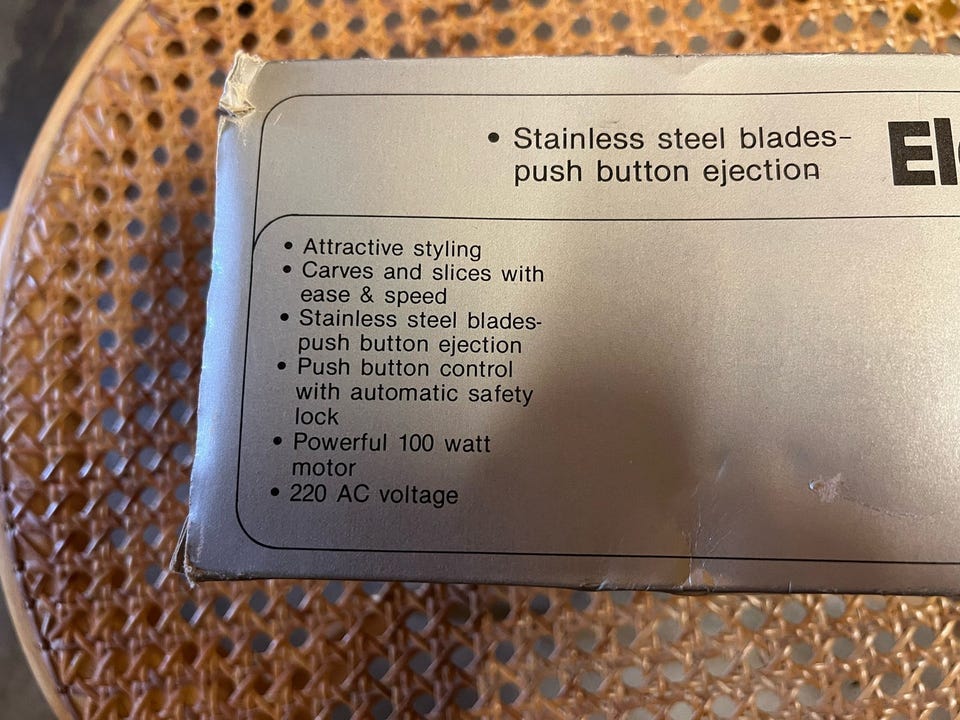 • Stainless steel blades-
push button ejection
• Attractive styling
• Carves and slices with
ease & speed
• Stainless steel blades-
push button ejection
• Push button control
with automatic safety
lock
• Powerful 100 watt
motor
• 220 AC voltage